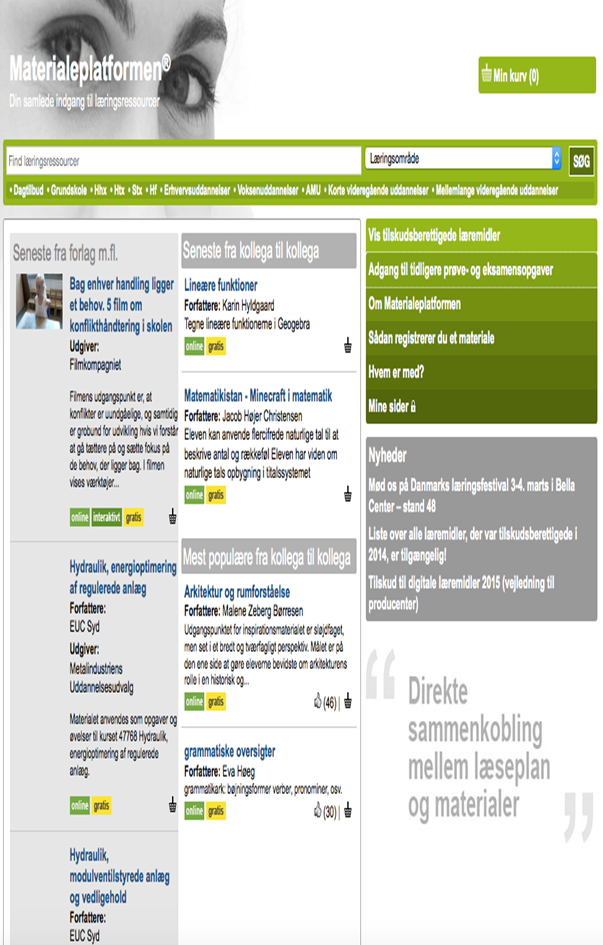 Materialeplatformen®
Din samlede indgang til læringsressourcer
Min kurv (0)
Find læringsressourcer
Læringsområde
SØG
• Dagtilbud • Grundskole • Hhx • Htx • Stx • Hf • Erhvervsuddannelser • Voksenuddannelser • AMU • Korte videregående uddannelser • Mellemlange videregående uddannelser
Seneste fra forlag m.fl.
Bag enhver handling ligger
et behov. 5 film om
konflikthåndtering i skolen
Udgiver:
Filmkompagniet
Filmens udgangspunkt er, at
konflikter er uundgåelige, og samtidig
er grobund for udvikling hvis vi forstår
at gå tættere på og sætte fokus på
de behov, der ligger bag. I filmen
vises værktøjer...
online interaktivt gratis
Hydraulik, energioptimering
af regulerede anlæg
Forfattere:
EUC Syd
Udgiver:
Metalindustriens
Uddannelsesudvalg
Materialet anvendes som opgaver og
øvelser til kurset 47768 Hydraulik,
energioptimering af regulerede
anlæg.
online gratis
Hydraulik,
modulventilstyrede anlæg
og vedligehold
Forfattere:
EUC Syd
Seneste fra kollega til kollega
Lineære funktioner
Forfattere: Karin Hyldgaard
Tegne lineære funktionerne i Geogebra
online gratis
Matematikistan - Minecraft i matematik
Forfattere: Jacob Højer Christensen
Eleven kan anvende flercifrede naturlige tal til at
beskrive antal og rækkeføl Eleven har viden om
naturlige tals opbygning i titalssystemet
online gratis
Mest populære fra kollega til kollega
Arkitektur og rumforståelse
Forfattere: Malene Zeberg Børresen
Udgangspunktet for inspirationsmaterialet er sløjdfaget,
men set i et bredt og tværfagligt perspektiv. Målet er på
den ene side at gøre eleverne bevidste om arkitekturens
rolle i en historisk og...
online gratis (46) |
grammatiske oversigter
Forfattere: Eva Høeg
grammatikark: bøjningsformer verber, pronominer, osv.
online gratis (30) |
Vis tilskudsberettigede læremidler
Adgang til tidligere prøve- og eksamensopgaver
Om Materialeplatformen
Sådan registrerer du et materiale
Hvem er med?
Mine sider
Nyheder
Mød os på Danmarks læringsfestival 3-4. marts i Bella
Center – stand 48
Liste over alle læremidler, der var tilskudsberettigede i
2014, er tilgængelig!
Tilskud til digitale læremidler 2015 (vejledning til
producenter)
“ Direkte
sammenkobling
mellem læseplan
og materialer ”